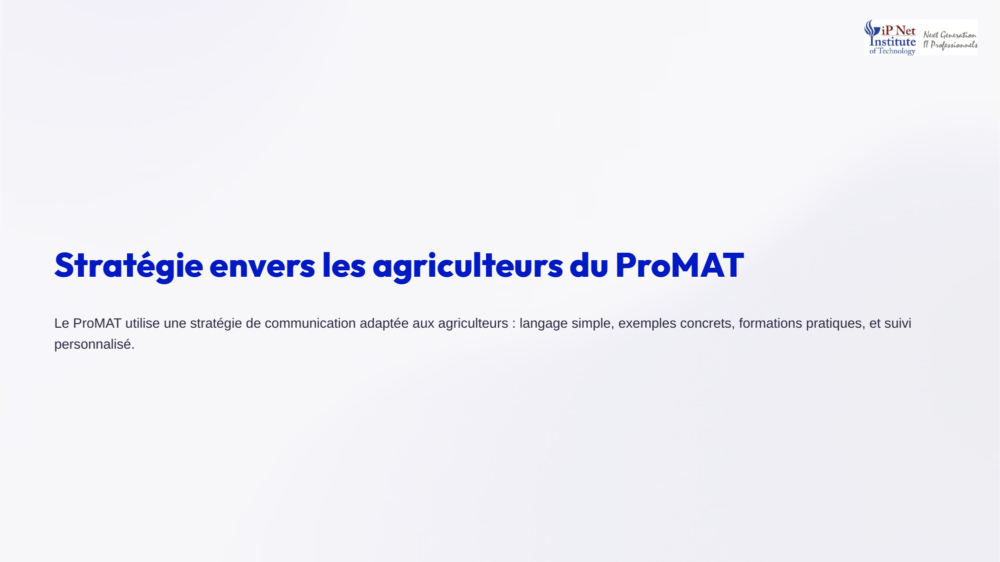 iP Net
Institute
of Technology
Next Generation
IT Professionnels
Stratégie envers les agriculteurs du ProMAT
Le ProMAT utilise une stratégie de communication adaptée aux agriculteurs : langage simple, exemples concrets, formations pratiques, et suivi
personnalisé.